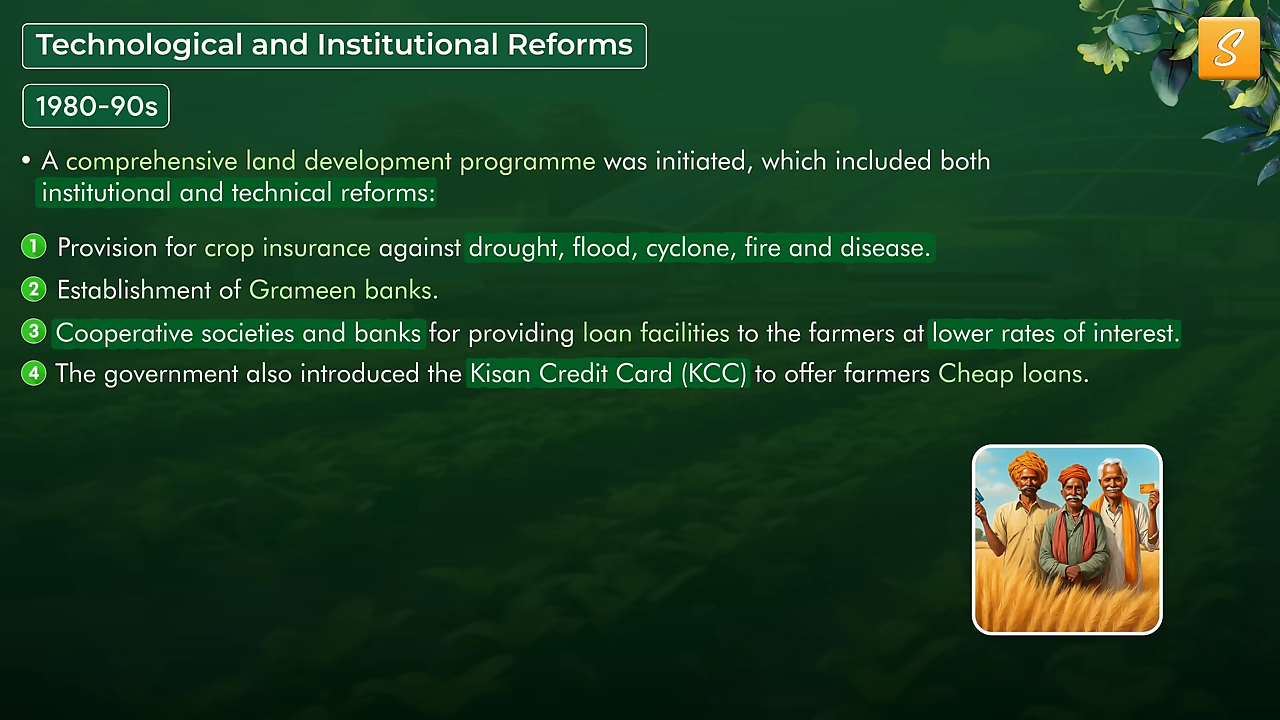 Technological and Institutional Reforms
S
1980-90s
• A comprehensive land development programme was initiated, which included both
institutional and technical reforms:
1 Provision for crop insurance against drought, flood, cyclone, fire and disease.
2 Establishment of Grameen banks.
3 Cooperative societies and banks for providing loan facilities to the farmers at lower rates of interest.
4 The government also introduced the Kisan Credit Card (KCC) to offer farmers Cheap loans.